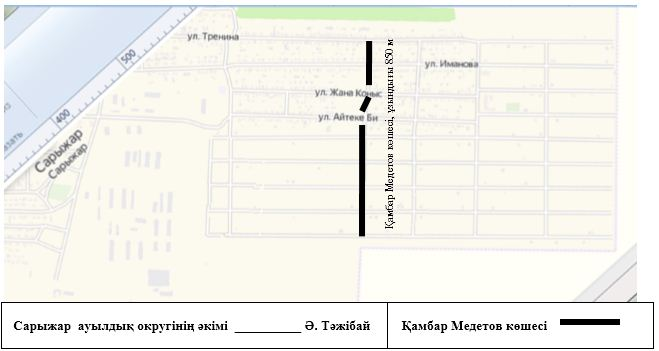 ул. Тренина
500
ул. Иманова
ул. Жана Коныс
400
ул. Айтеке Би
Сарыжар
Сарыжар
Қамбар Медетов көшесі, ұзындығы 850 м
Сарыжар ауылдық округінің әкімі __________ Ә. Тәжібай
Қамбар Медетов көшесі